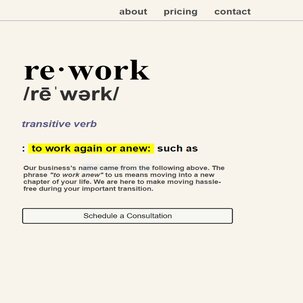 about pricing contact
re·work
/rēˈwərk/
transitive verb
: to work again or anew: such as
Our business's name came from the following above. The
phrase "to work anew" to us means moving into a new
chapter of your life. We are here to make moving hassle-
free during your important transition.
Schedule a Consultation